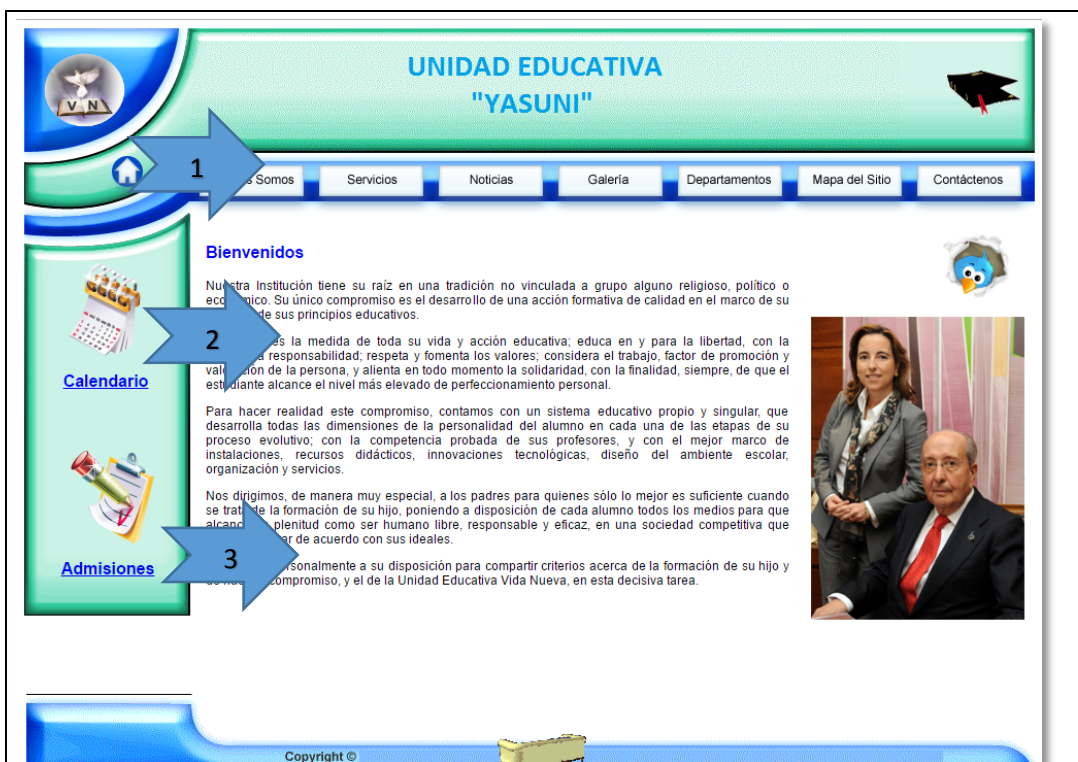 UNIDAD EDUCATIVA
"YASUNI"
V N
1
Somos
Servicios
Noticias
Galería
Departamentos
Mapa del Sitio
Contáctenos
Bienvenidos
Nuestra Institución tiene su raíz en una tradición no vinculada a grupo alguno religioso, político o
económico. Su único compromiso es el desarrollo de una acción formativa de calidad en el marco de su
de sus principios educativos.
2
es la medida de toda su vida y acción educativa; educa en y para la libertad, con la
responsabilidad; respeta y fomenta los valores; considera el trabajo, factor de promoción y
de la persona, y alienta en todo momento la solidaridad, con la finalidad, siempre, de que el
estudiante alcance el nivel más elevado de perfeccionamiento personal.
Calendario
Para hacer realidad este compromiso, contamos con un sistema educativo propio y singular, que
desarrolla todas las dimensiones de la personalidad del alumno en cada una de las etapas de su
proceso evolutivo; con la competencia probada de sus profesores, y con el mejor marco de
instalaciones, recursos didácticos, innovaciones tecnológicas, diseño del ambiente escolar,
organización y servicios.
Nos dirigimos, de manera muy especial, a los padres para quienes sólo lo mejor es suficiente cuando
se trata de la formación de su hijo, poniendo a disposición de cada alumno todos los medios para que
plenitud como ser humano libre, responsable y eficaz, en una sociedad competitiva que
de acuerdo con sus ideales.
3
Admisiones
a su disposición para compartir criterios acerca de la formación de su hijo y
compromiso, y el de la Unidad Educativa Vida Nueva, en esta decisiva tarea.
Copyright ©